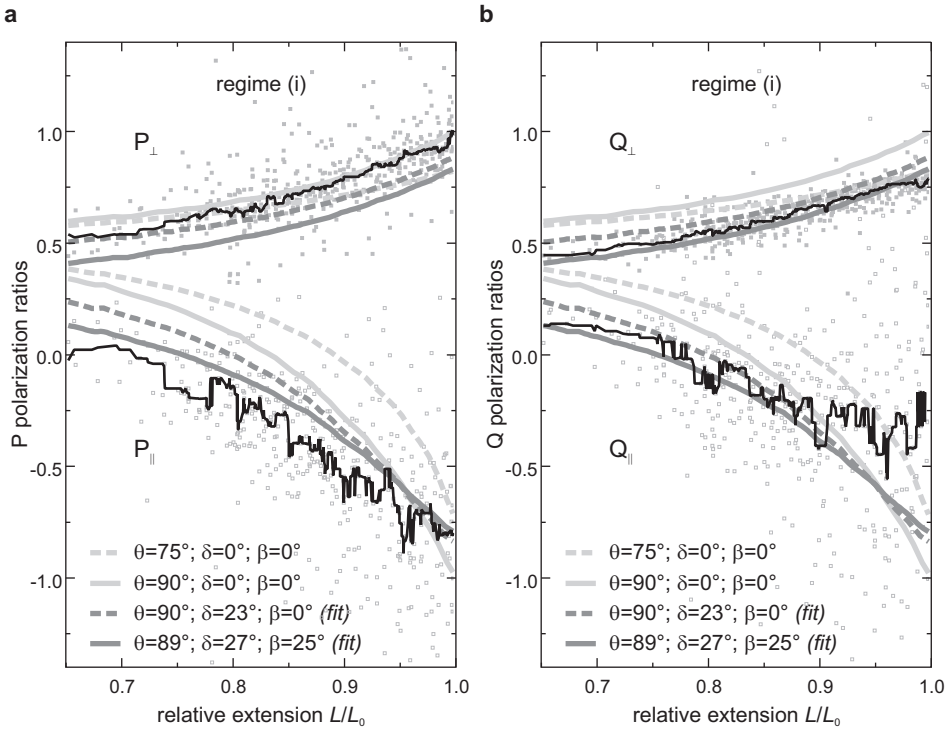 a
regime (i)
P⊥
P∥
P polarization ratios
1.0
0.5
0.0
-0.5
-1.0
θ=75°; δ=0°; β=0°
θ=90°; δ=0°; β=0°
θ=90°; δ=23°; β=0° (fit)
θ=89°; δ=27°; β=25° (fit)
0.7 0.8 0.9 1.0
relative extension L/L₀
b
regime (i)
Q⊥
Q∥
Q polarization ratios
1.0
0.5
0.0
-0.5
-1.0
θ=75°; δ=0°; β=0°
θ=90°; δ=0°; β=0°
θ=90°; δ=23°; β=0° (fit)
θ=89°; δ=27°; β=25° (fit)
0.7 0.8 0.9 1.0
relative extension L/L₀